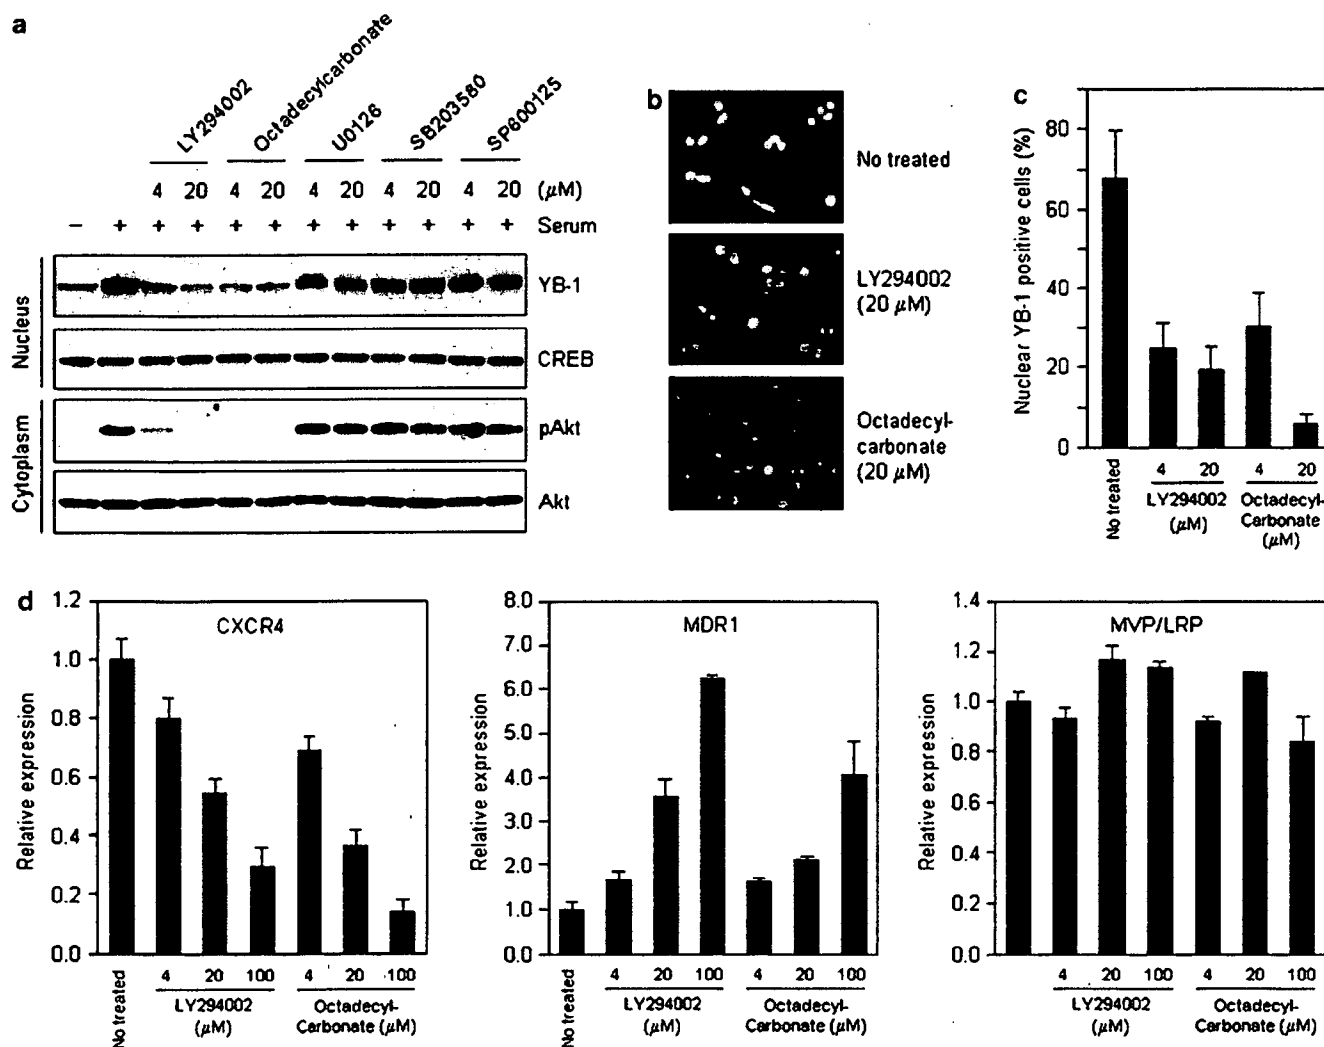 a
LY294002
Octadecylcarbonate
U0126
SB203580
SP600125
4 20 4 20 4 20 4 20 4 20 (μM)
– + + + + + + + + + + + Serum
Nucleus
YB-1
CREB
Cytoplasm
pAkt
Akt
b
No treated
LY294002
(20 μM)
Octadecyl-
carbonate
(20 μM)
c
Nuclear YB-1 positive cells (%)
80
60
40
20
0
No treated
4 20 4 20
LY294002
(μM)
Octadecyl-
Carbonate
(μM)
d
CXCR4
Relative expression
1.2
1.0
0.8
0.6
0.4
0.2
0.0
No treated
4 20 100 4 20 100
LY294002
(μM)
Octadecyl-
Carbonate (μM)
MDR1
Relative expression
8.0
7.0
6.0
5.0
4.0
3.0
2.0
1.0
0.0
No treated
4 20 100 4 20 100
LY294002
(μM)
Octadecyl-
Carbonate (μM)
MVP/LRP
Relative expression
1.4
1.2
1.0
0.8
0.6
0.4
0.2
0.0
No treated
4 20 100 4 20 100
LY294002
(μM)
Octadecyl-
Carbonate (μM)